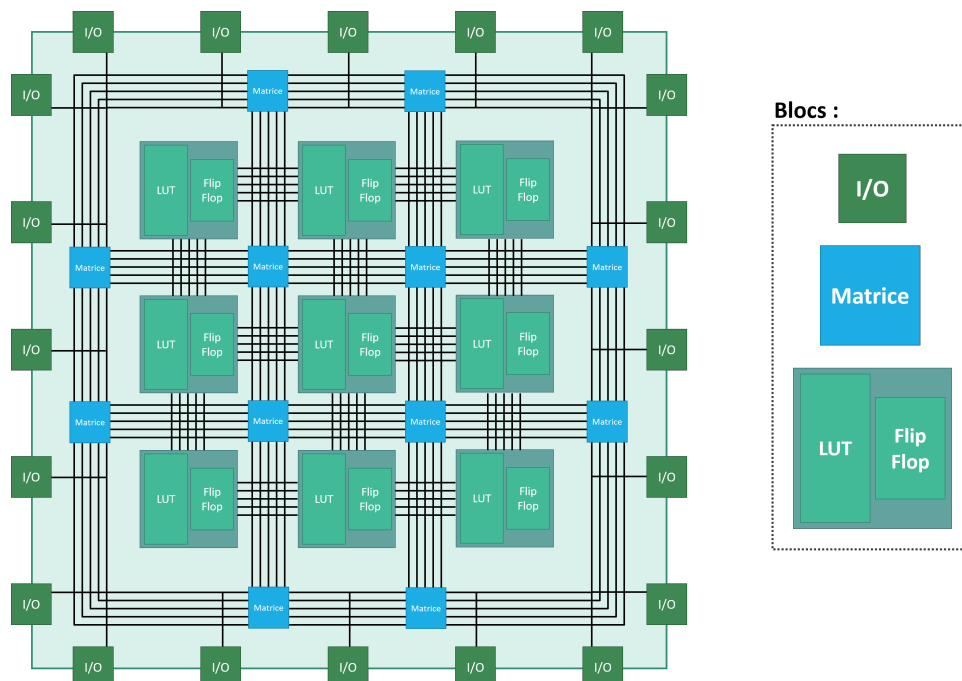 I/O I/O I/O I/O I/O
I/O Matrice Matrice I/O
Blocs :
LUT Flip Flop LUT Flip Flop LUT Flip Flop
I/O
I/O I/O
Matrice Matrice Matrice Matrice
Matrice
LUT Flip Flop LUT Flip Flop LUT Flip Flop
I/O I/O
Matrice Matrice Matrice Matrice
LUT Flip Flop
I/O LUT Flip Flop LUT Flip Flop LUT Flip Flop I/O
I/O Matrice Matrice I/O
I/O I/O I/O I/O I/O